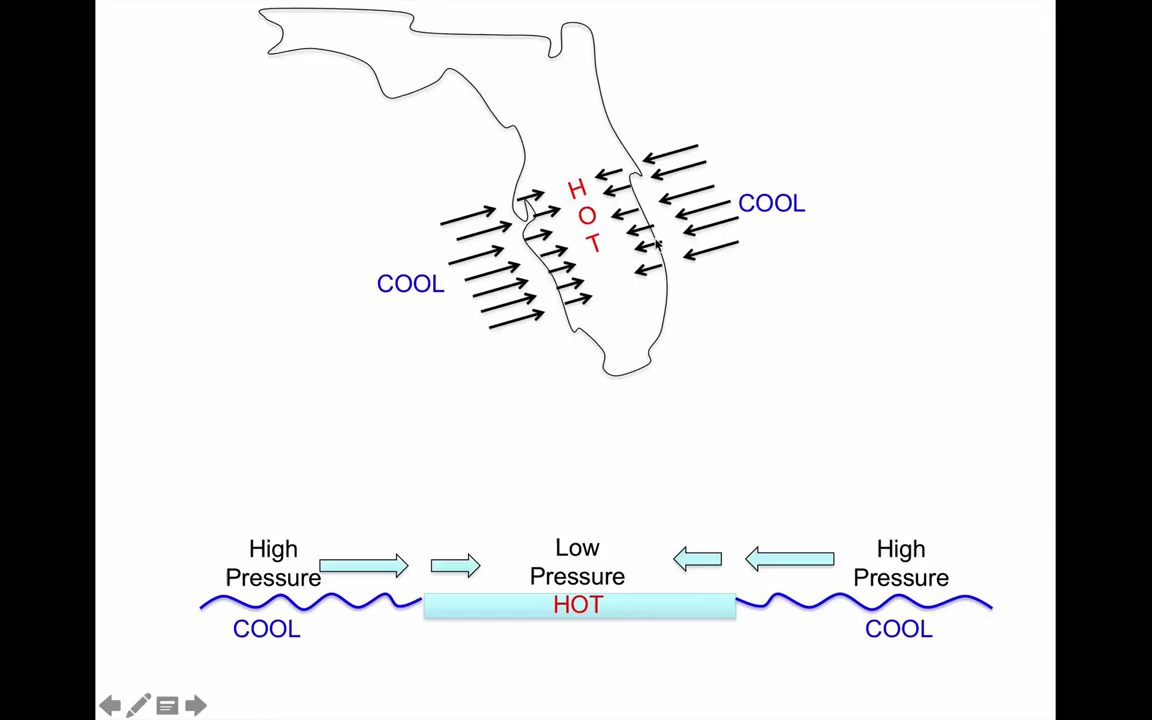 H
O
T
COOL
COOL
High
Pressure
Low
Pressure
High
Pressure
HOT
COOL
COOL